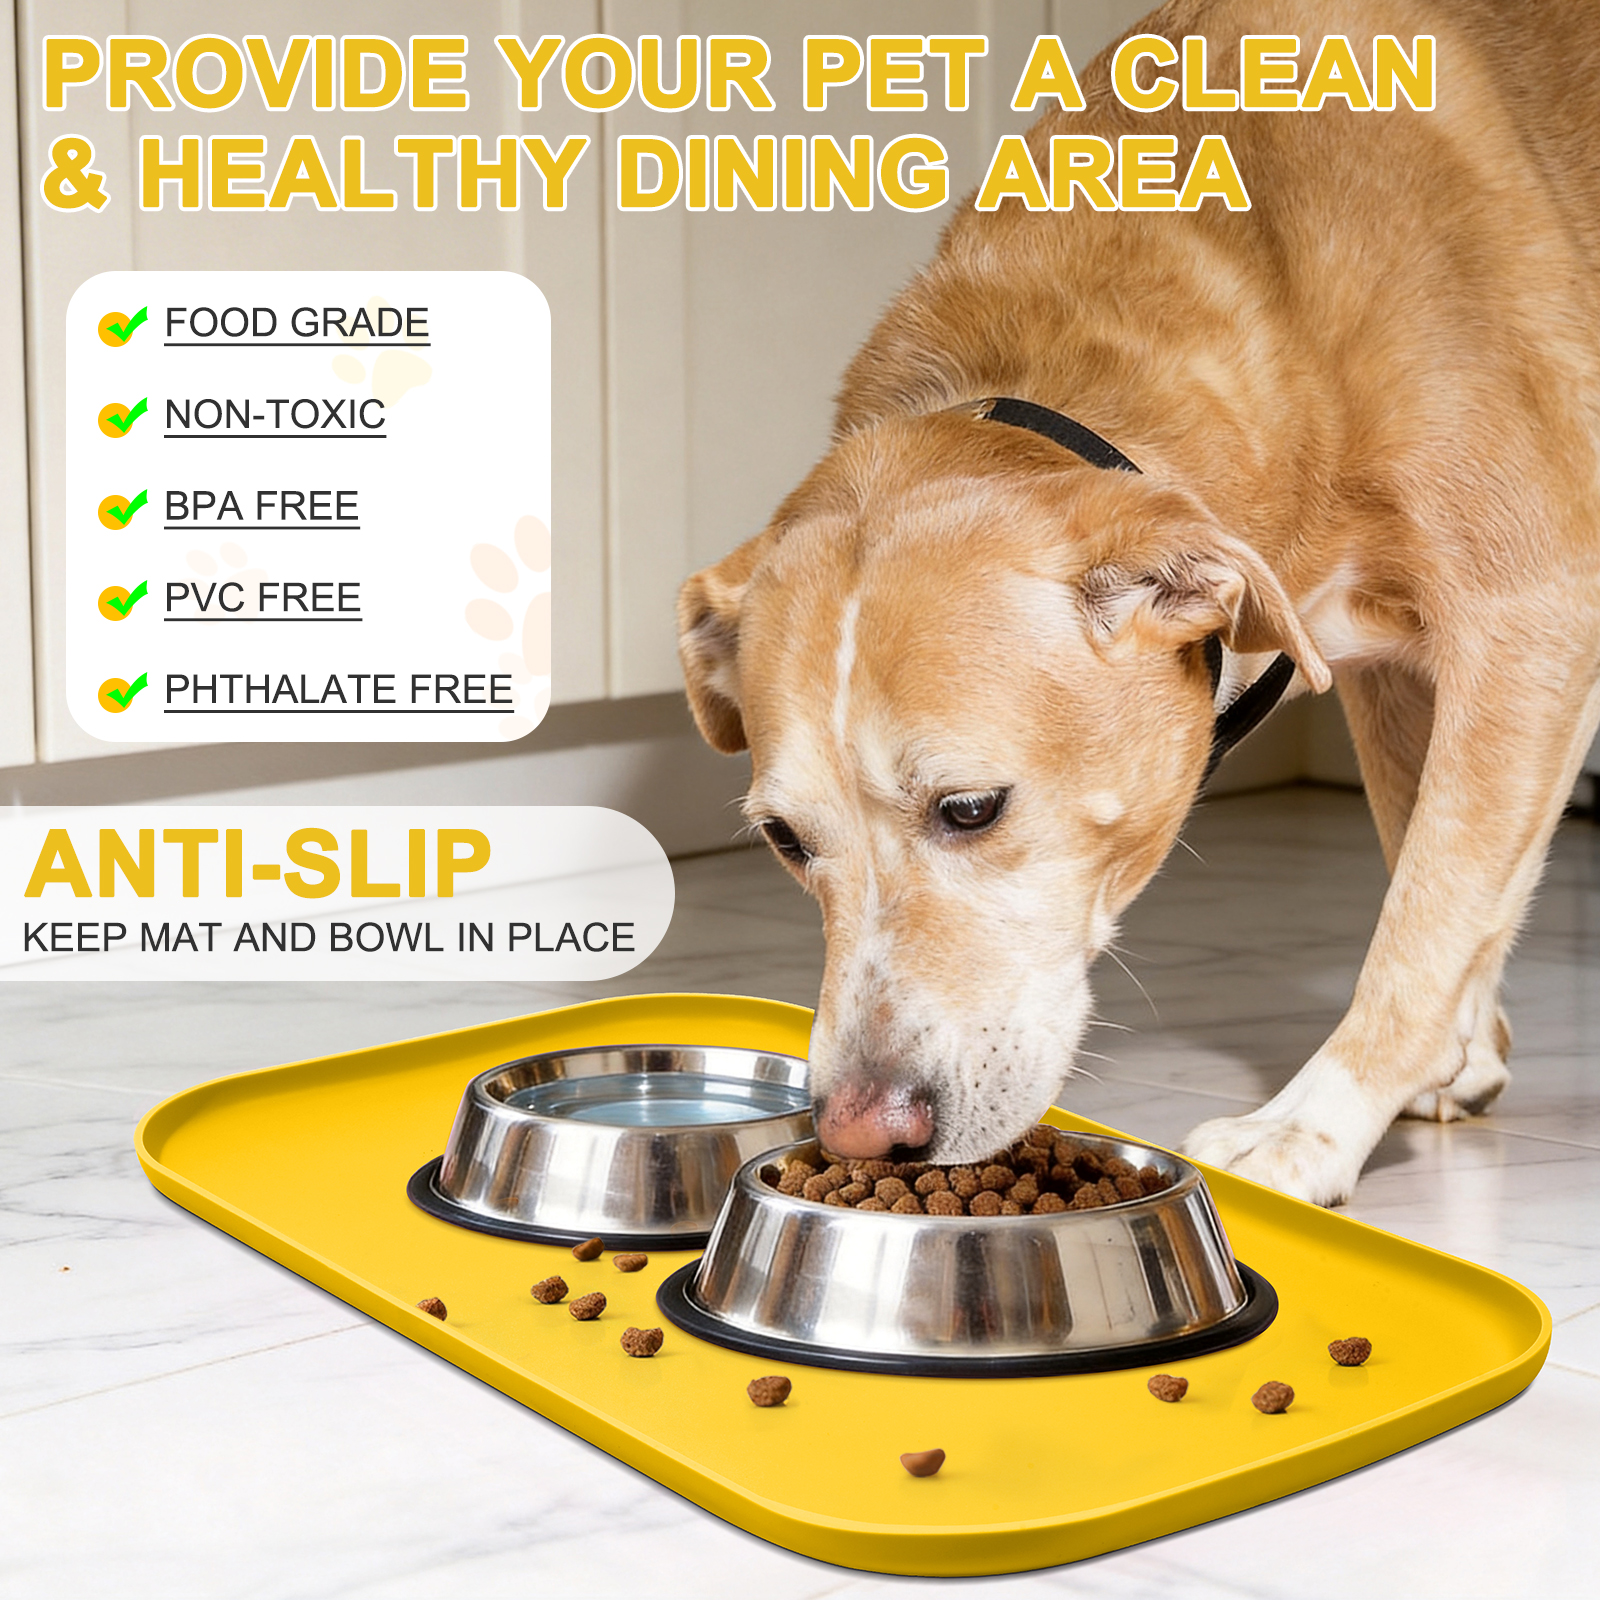 PROVIDE YOUR PET A CLEAN
& HEALTHY DINING AREA
FOOD GRADE
NON-TOXIC
BPA FREE
PVC FREE
PHTHALATE FREE
ANTI-SLIP
KEEP MAT AND BOWL IN PLACE